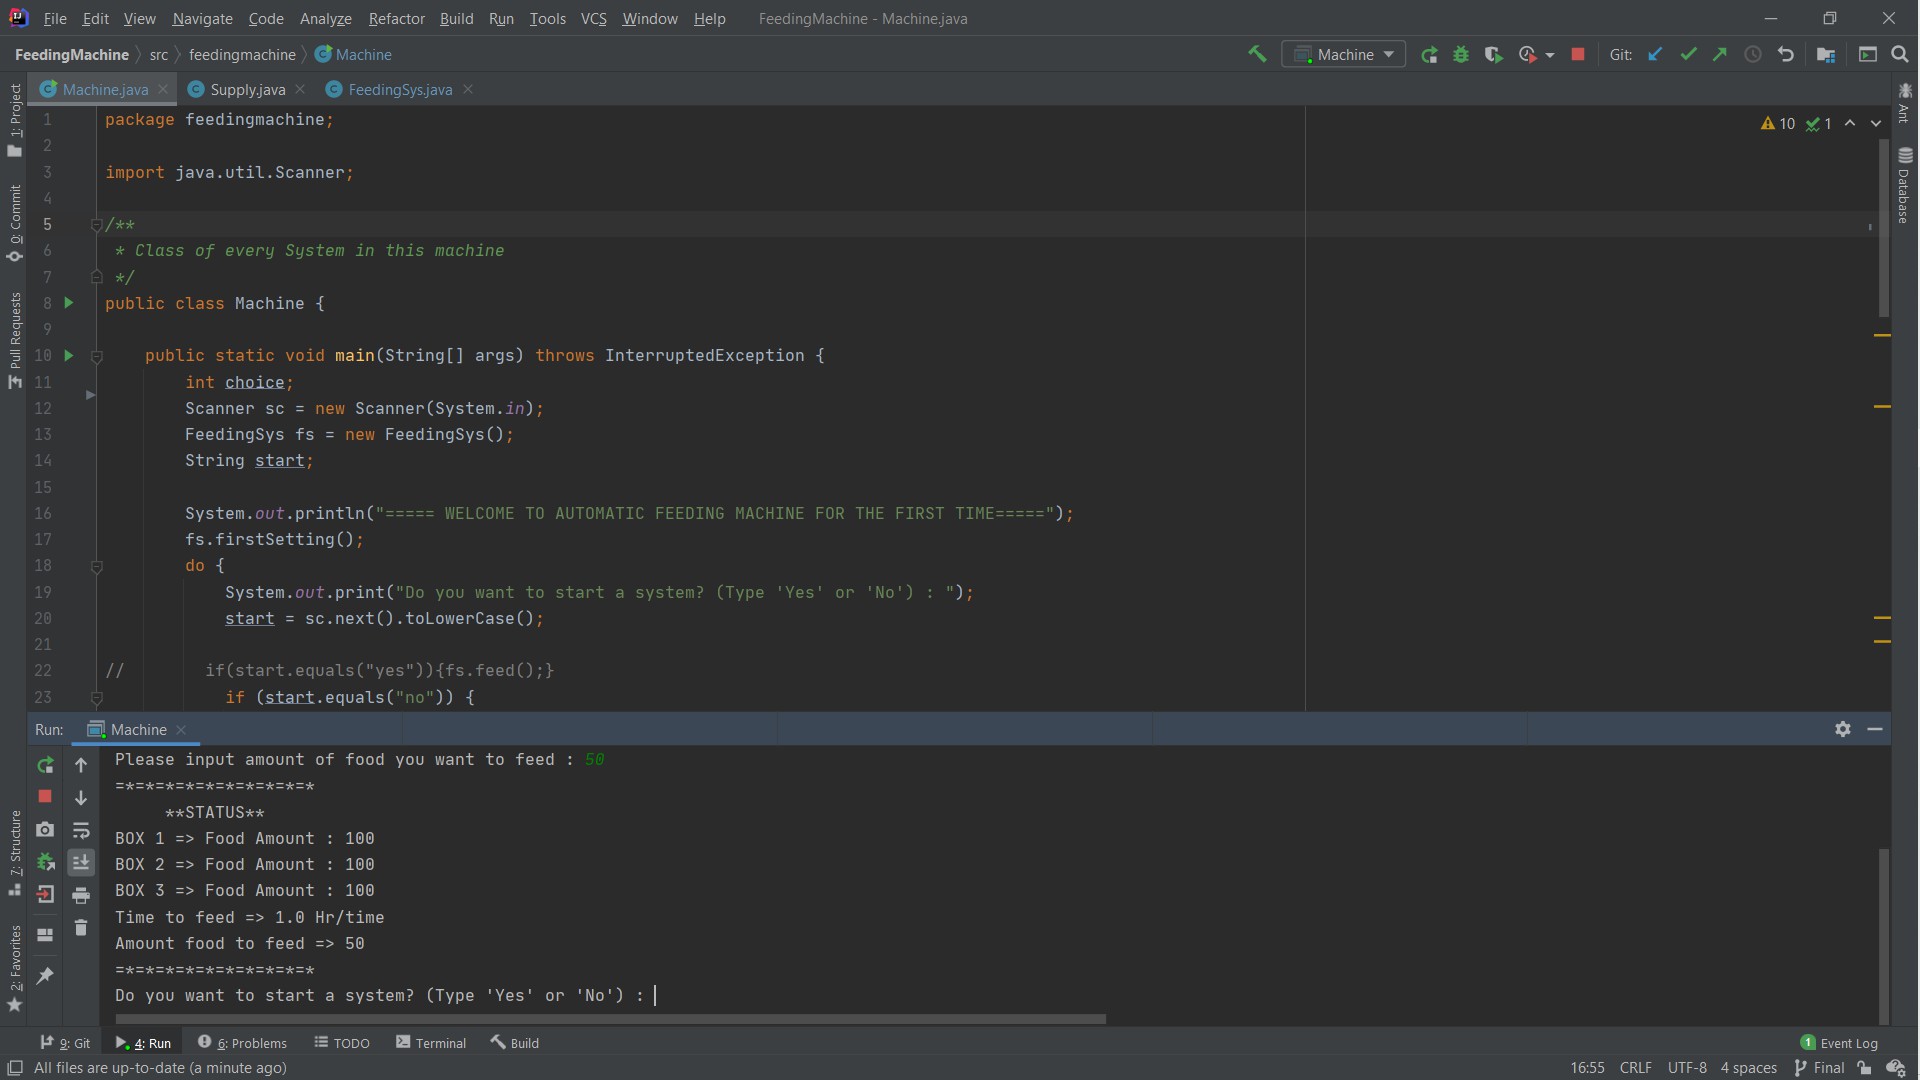 File Edit View Navigate Code Analyze Refactor Build Run Tools VCS Window Help FeedingMachine - Machine.java
FeedingMachine src feedingmachine Machine Machine Git:
Machine.java Supply.java FeedingSys.java
1: Project
0: Commit
Pull Requests
7: Structure
2: Favorites
Ant
Database
10 1
1 package feedingmachine;
2
3 import java.util.Scanner;
4
5 /**
6 * Class of every System in this machine
7 */
8 public class Machine {
9
10 public static void main(String[] args) throws InterruptedException {
11 int choice;
12 Scanner sc = new Scanner(System.in);
13 FeedingSys fs = new FeedingSys();
14 String start;
15
16 System.out.println("===== WELCOME TO AUTOMATIC FEEDING MACHINE FOR THE FIRST TIME=====");
17 fs.firstSetting();
18 do {
19 System.out.print("Do you want to start a system? (Type 'Yes' or 'No') : ");
20 start = sc.next().toLowerCase();
21
22 // if(start.equals("yes")){fs.feed();}
23 if (start.equals("no")) {
Run: Machine
Please input amount of food you want to feed : 50
=*=*=*=*=*=*=*=*=*=*
**STATUS**
BOX 1 => Food Amount : 100
BOX 2 => Food Amount : 100
BOX 3 => Food Amount : 100
Time to feed => 1.0 Hr/time
Amount food to feed => 50
=*=*=*=*=*=*=*=*=*=*
Do you want to start a system? (Type 'Yes' or 'No') :
9: Git 4: Run 6: Problems TODO Terminal Build 1 Event Log
All files are up-to-date (a minute ago) 16:55 CRLF UTF-8 4 spaces Final